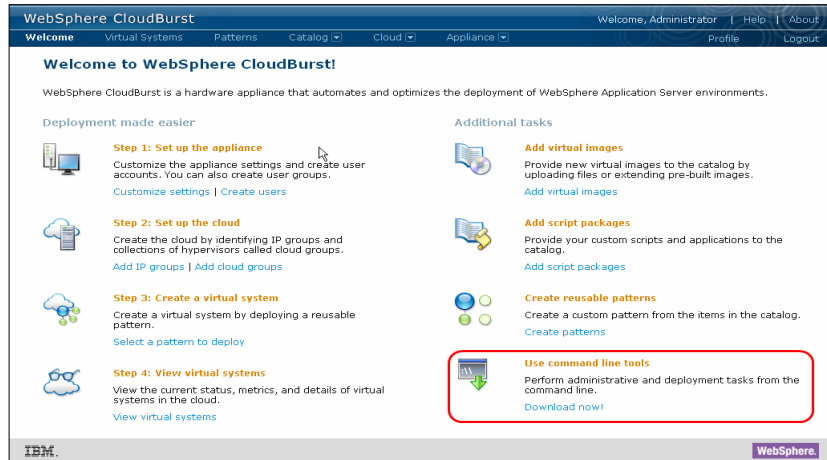 WebSphere CloudBurst
Welcome, Administrator | Help | About
Welcome Virtual Systems Patterns Catalog Cloud Appliance Profile Logout
Welcome to WebSphere CloudBurst!
WebSphere CloudBurst is a hardware appliance that automates and optimizes the deployment of WebSphere Application Server environments.
Deployment made easier
Step 1: Set up the appliance
Customize the appliance settings and create user
accounts. You can also create user groups.
Customize settings | Create users
Step 2: Set up the cloud
Create the cloud by identifying IP groups and
collections of hypervisors called cloud groups.
Add IP groups | Add cloud groups
Step 3: Create a virtual system
Create a virtual system by deploying a reusable
pattern.
Select a pattern to deploy
Step 4: View virtual systems
View the current status, metrics, and details of virtual
systems in the cloud.
View virtual systems
Additional tasks
Add virtual images
Provide new virtual images to the catalog by
uploading files or extending pre-built images.
Add virtual images
Add script packages
Provide your custom scripts and applications to the
catalog.
Add script packages
Create reusable patterns
Create a custom pattern from the items in the catalog.
Create patterns
Use command line tools
Perform administrative and deployment tasks from the
command line.
Download now!
IBM.
WebSphere.